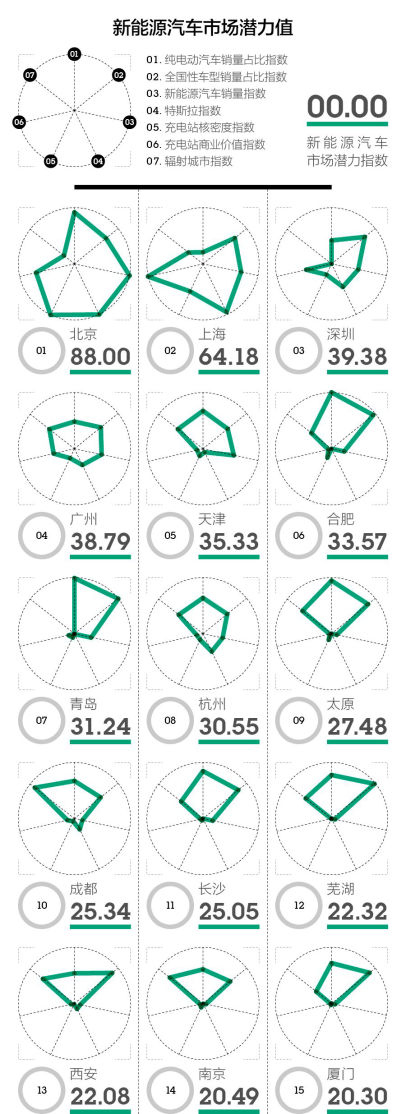 新能源汽车市场潜力值
01
02
03
04
05
06
07
01. 纯电动汽车销量占比指数
02. 全国性车型销量占比指数
03. 新能源汽车销量指数
04. 特斯拉指数
05. 充电站核密度指数
06. 充电站商业价值指数
07. 辐射城市指数
00.00
新能源汽车
市场潜力指数
01 北京
88.00
02 上海
64.18
03 深圳
39.38
04 广州
38.79
05 天津
35.33
06 合肥
33.57
07 青岛
31.24
08 杭州
30.55
09 太原
27.48
10 成都
25.34
11 长沙
25.05
12 芜湖
22.32
13 西安
22.08
14 南京
20.49
15 厦门
20.30